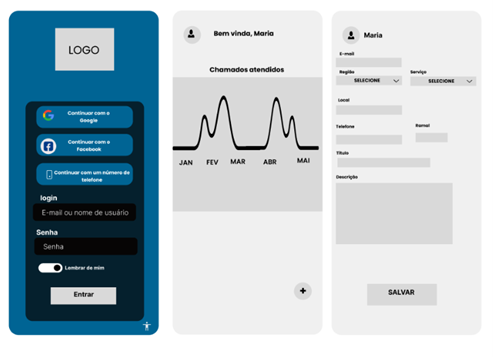 LOGO
Continuar com o
Google
Continuar com o
Facebook
Continuar com um número de
telefone
login
E-mail ou nome de usuário
Senha
Senha
Lembrar de mim
Entrar
Bem vinda, Maria
Chamados atendidos
JAN FEV MAR ABR MAI
Maria
E-mail
Região Serviço
SELECIONE SELECIONE
Local
Telefone Ramal
Título
Descrição
SALVAR